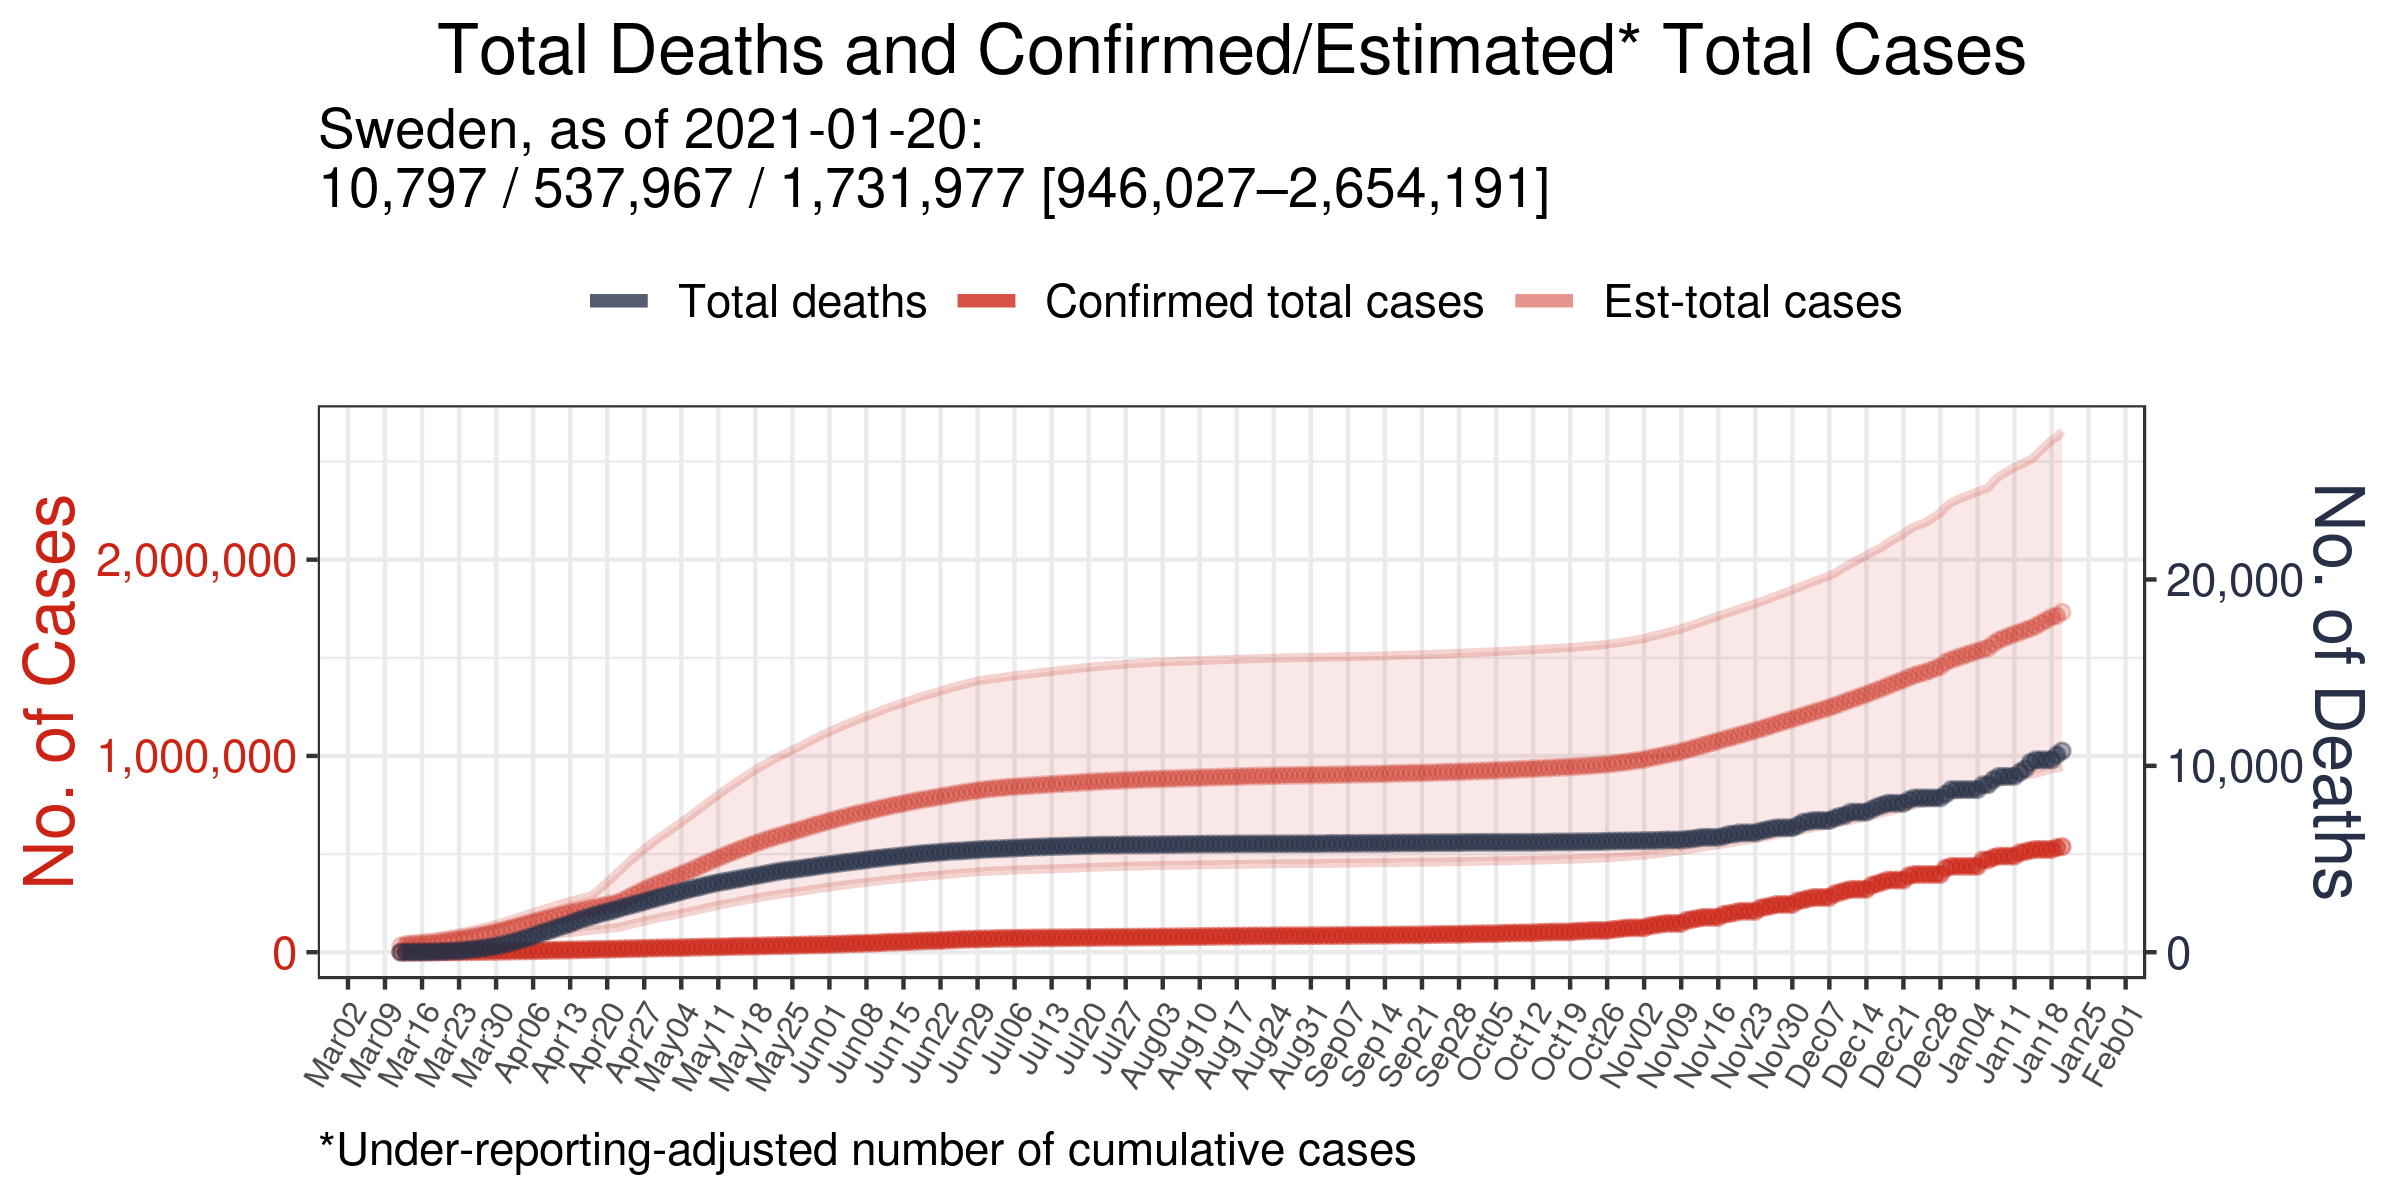 Total Deaths and Confirmed/Estimated* Total Cases
Sweden, as of 2021-01-20:
10,797 / 537,967 / 1,731,977 [946,027–2,654,191]
Total deaths
Confirmed total cases
Est-total cases
No. of Cases
2,000,000
1,000,000
0
No. of Deaths
20,000
10,000
0
Mar02
Mar09
Mar16
Mar23
Mar30
Apr06
Apr13
Apr20
Apr27
May04
May11
May18
May25
Jun01
Jun08
Jun15
Jun22
Jun29
Jul06
Jul13
Jul20
Jul27
Aug03
Aug10
Aug17
Aug24
Aug31
Sep07
Sep14
Sep21
Sep28
Oct05
Oct12
Oct19
Oct26
Nov02
Nov09
Nov16
Nov23
Nov30
Dec07
Dec14
Dec21
Dec28
Jan04
Jan11
Jan18
Jan25
Feb01
*Under-reporting-adjusted number of cumulative cases